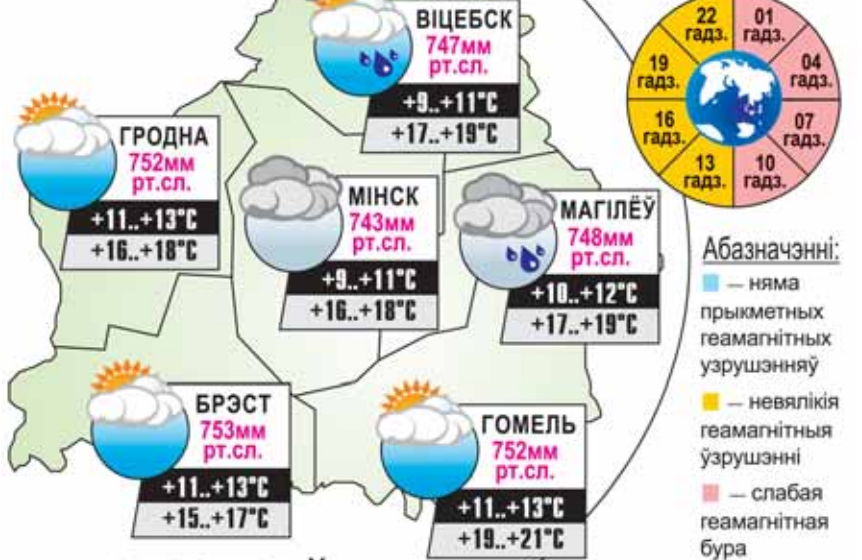 ВІЦЕБСК
747мм
рт.сл.
+9..+11°C
+17..+19°C
ГРОДНА
752мм
рт.сл.
+11..+13°C
+16..+18°C
МІНСК
743мм
рт.сл.
+9..+11°C
+16..+18°C
МАГІЛЁЎ
748мм
рт.сл.
+10..+12°C
+17..+19°C
БРЭСТ
753мм
рт.сл.
+11..+13°C
+15..+17°C
ГОМЕЛЬ
752мм
рт.сл.
+11..+13°C
+19..+21°C
22
гадз.
01
гадз.
04
гадз.
07
гадз.
10
гадз.
13
гадз.
16
гадз.
19
гадз.
Абазначэнні:
— няма
прыкметных
геамагнітных
узрушэнняў
— невялікія
геамагнітныя
ўзрушэнні
— слабая
геамагнітная
бура